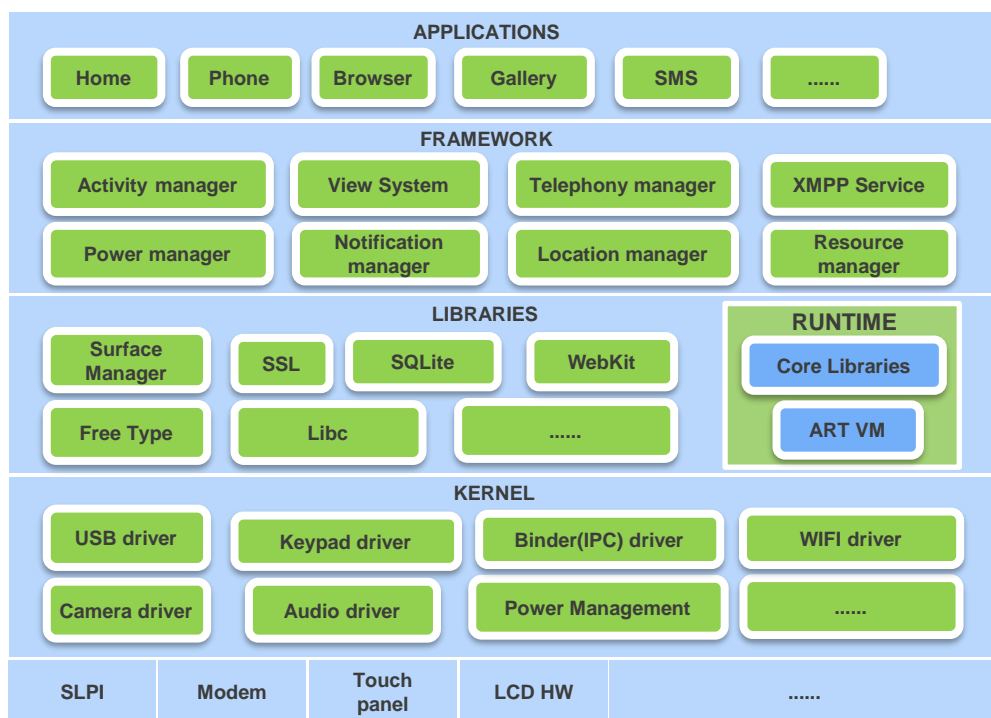 APPLICATIONS
Home
Phone
Browser
Gallery
SMS
......
FRAMEWORK
Activity manager
View System
Telephony manager
XMPP Service
Power manager
Notification
manager
Location manager
Resource
manager
LIBRARIES
Surface
Manager
SSL
SQLite
WebKit
Free Type
Libc
......
RUNTIME
Core Libraries
ART VM
KERNEL
USB driver
Keypad driver
Binder(IPC) driver
WIFI driver
Camera driver
Audio driver
Power Management
......
SLPI
Modem
Touch
panel
LCD HW
......